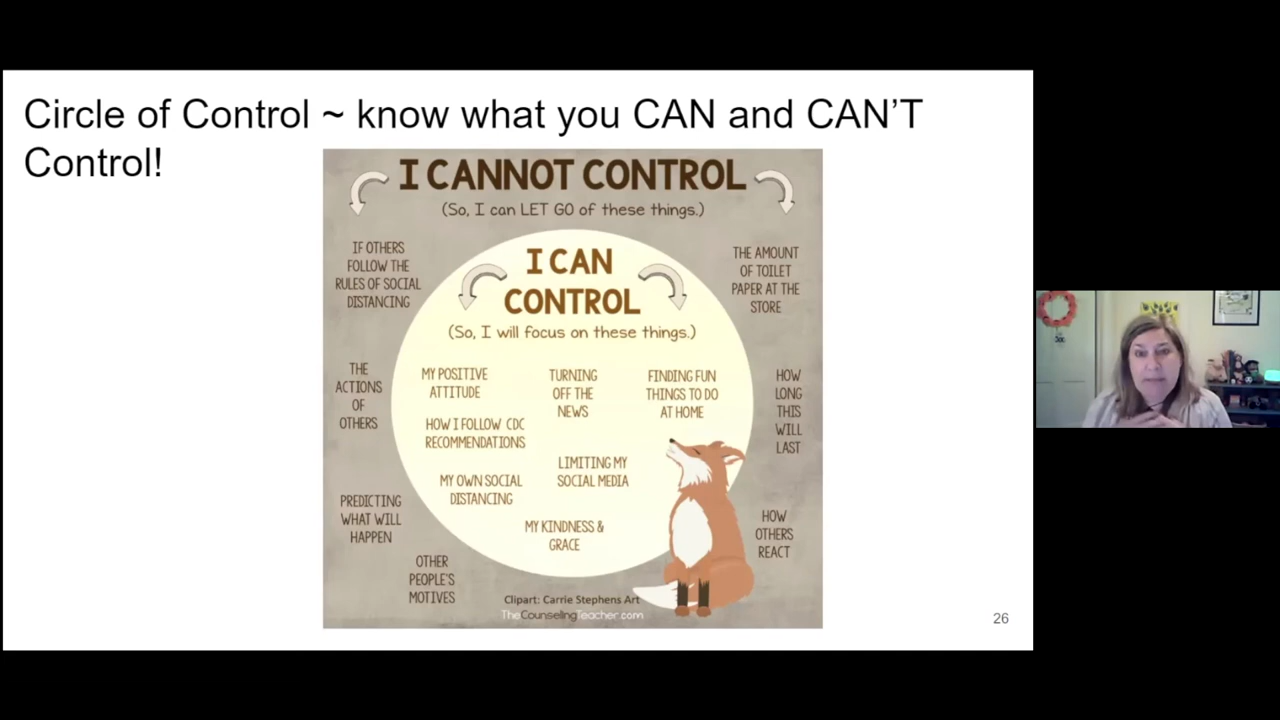 Circle of Control ~ know what you CAN and CAN'T
Control!
I CANNOT CONTROL
(So, I can LET GO of these things.)
IF OTHERS
FOLLOW THE
RULES OF SOCIAL
DISTANCING
THE AMOUNT
OF TOILET
PAPER AT THE
STORE
I CAN
CONTROL
(So, I will focus on these things.)
THE
ACTIONS
OF
OTHERS
MY POSITIVE
ATTITUDE
TURNING
OFF THE
NEWS
FINDING FUN
THINGS TO DO
AT HOME
HOW
LONG
THIS
WILL
LAST
HOW I FOLLOW CDC
RECOMMENDATIONS
LIMITING MY
SOCIAL MEDIA
MY OWN SOCIAL
DISTANCING
PREDICTING
WHAT WILL
HAPPEN
MY KINDNESS &
GRACE
HOW
OTHERS
REACT
OTHER
PEOPLE'S
MOTIVES
Clipart: Carrie Stephens Art
TheCounselingTeacher.com
26